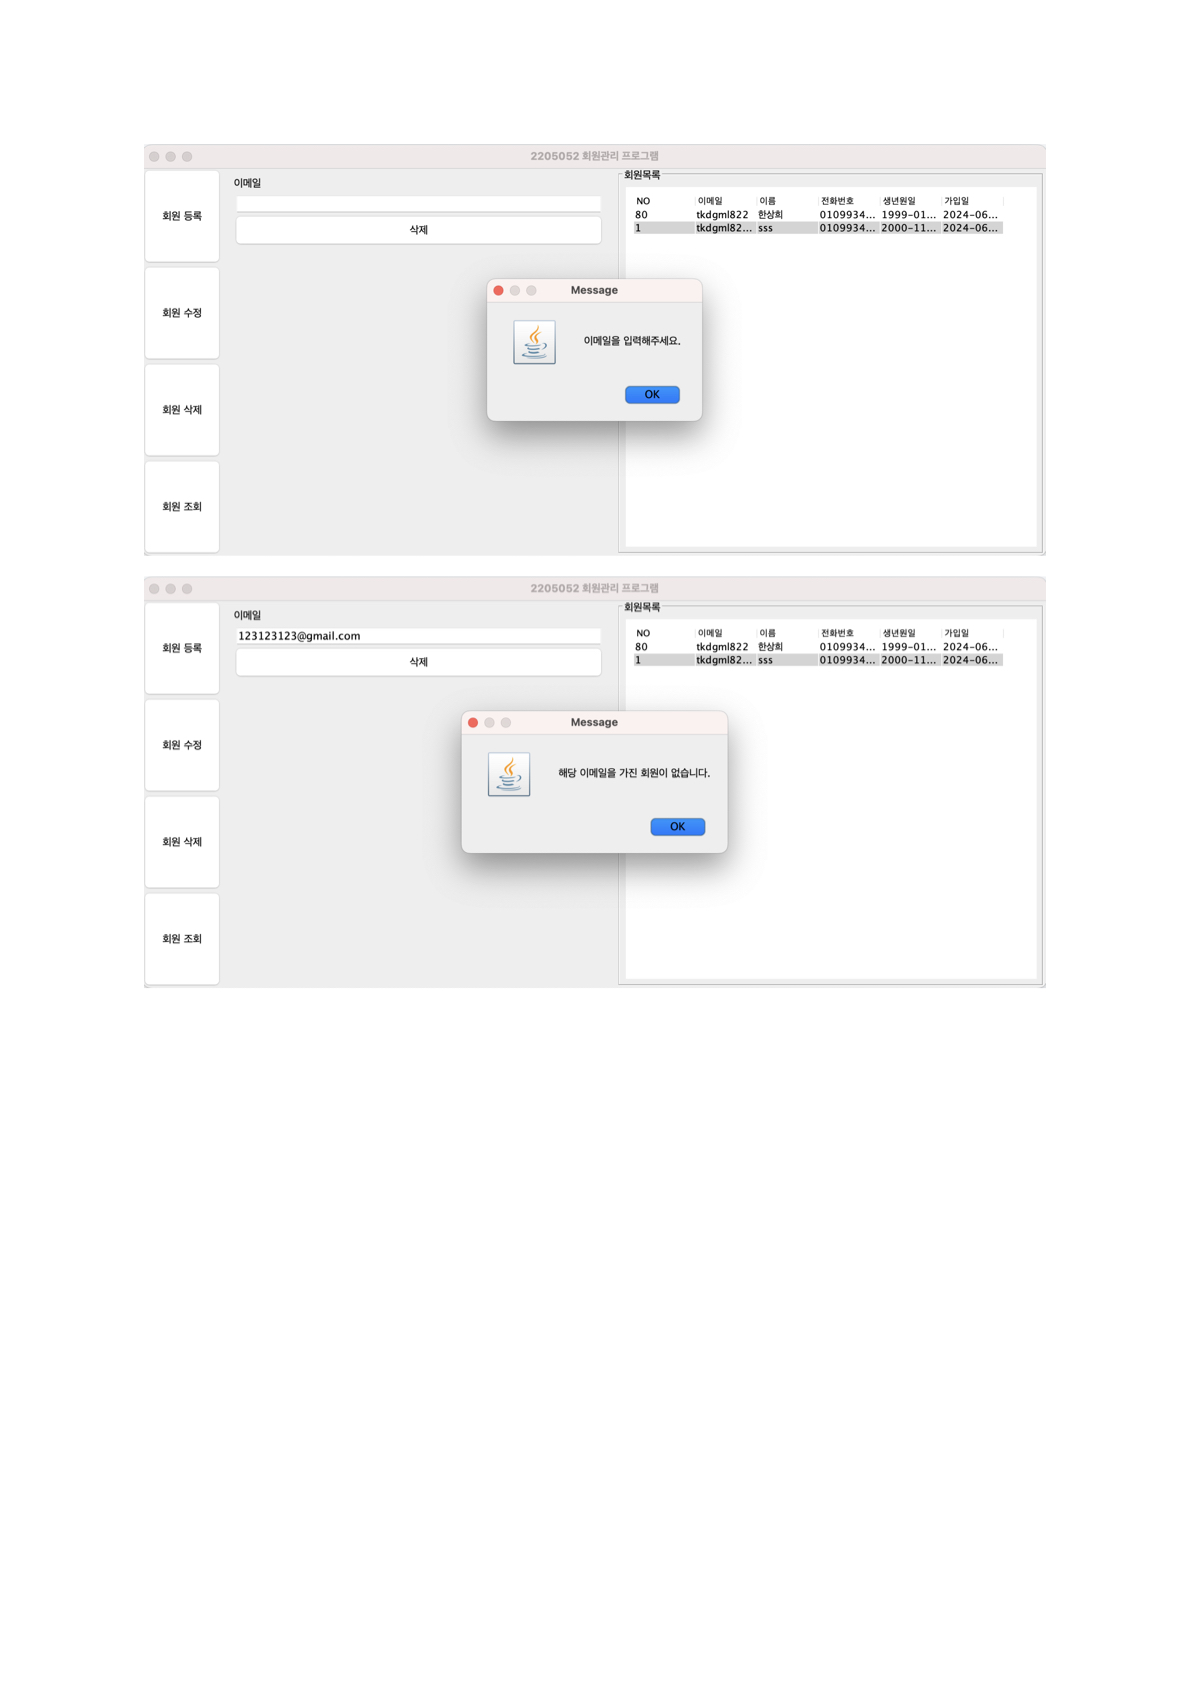 2205052 회원관리 프로그램
회원 등록
회원 수정
회원 삭제
회원 조회
이메일
삭제
회원목록
NO 이메일 이름 전화번호 생년원일 가입일
80 tkdgml822 한상희 0109934... 1999-01... 2024-06...
1 tkdgml82... sss 0109934... 2000-11... 2024-06...
Message
이메일을 입력해주세요.
OK
2205052 회원관리 프로그램
회원 등록
회원 수정
회원 삭제
회원 조회
이메일
123123123@gmail.com
삭제
회원목록
NO 이메일 이름 전화번호 생년원일 가입일
80 tkdgml822 한상희 0109934... 1999-01... 2024-06...
1 tkdgml82... sss 0109934... 2000-11... 2024-06...
Message
해당 이메일을 가진 회원이 없습니다.
OK